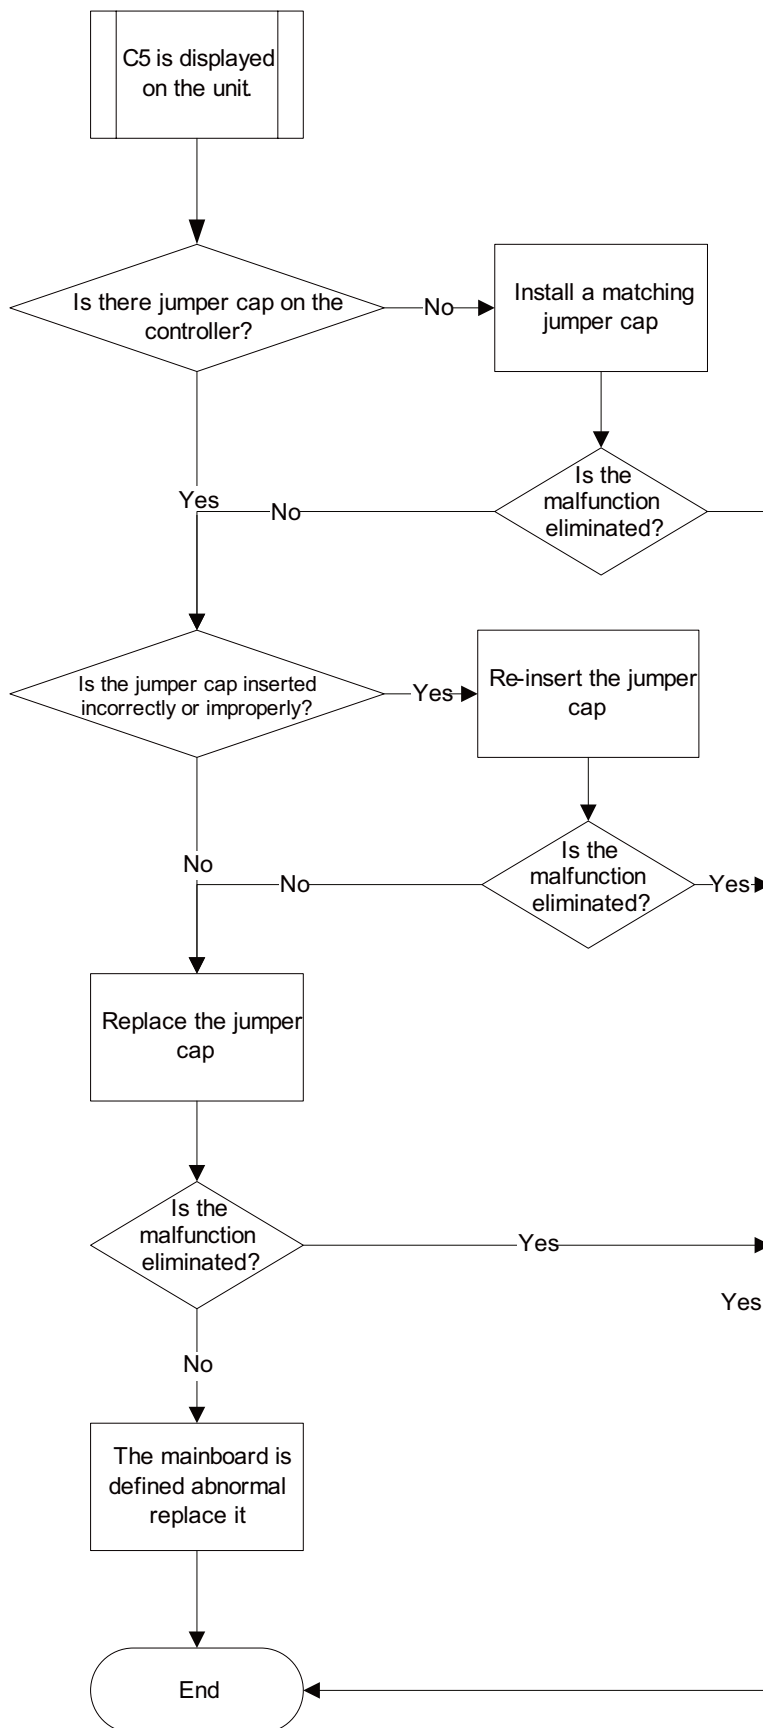 C5 is displayed
on the unit.
Is there jumper cap on the
controller?
No
Install a matching
jumper cap
Is the
malfunction
eliminated?
Yes
No
Is the jumper cap inserted
incorrectly or improperly?
Yes
Re-insert the jumper
cap
Is the
malfunction
eliminated?
No
No
Yes
Replace the jumper
cap
Is the
malfunction
eliminated?
Yes
Yes
No
The mainboard is
defined abnormal
replace it
End